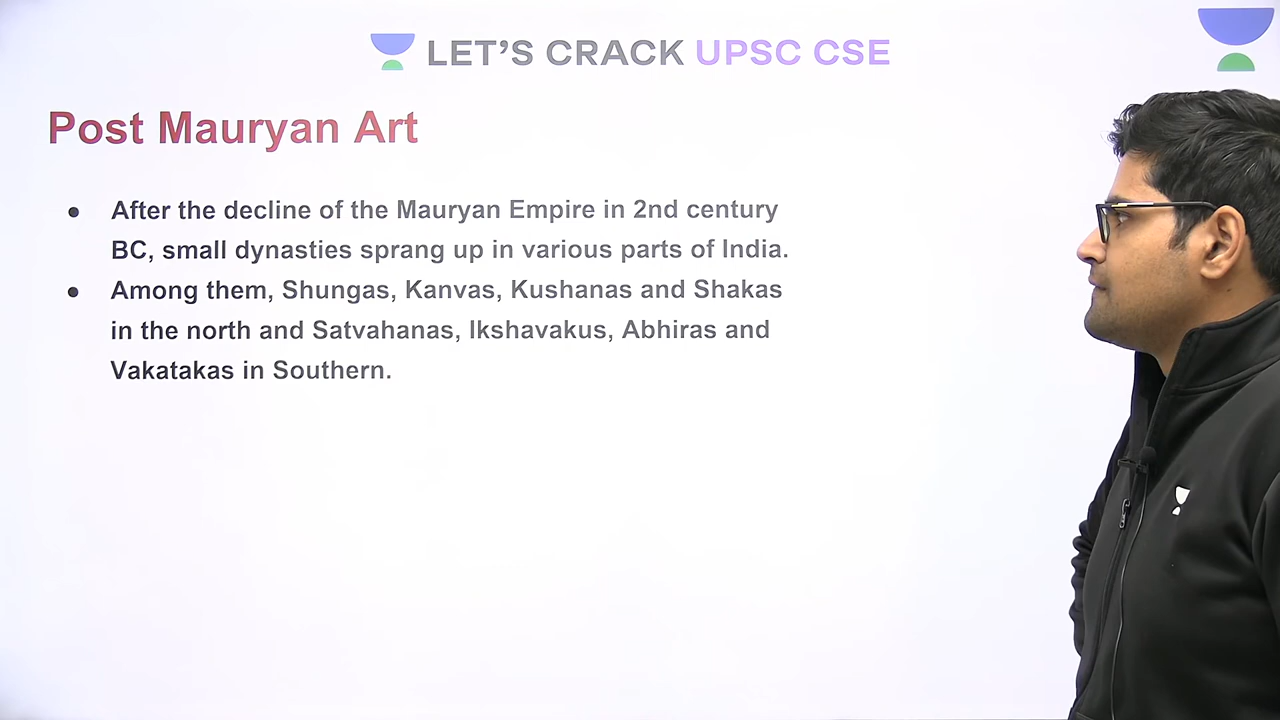 LET'S CRACK UPSC CSE
Post Mauryan Art
● After the decline of the Mauryan Empire in 2nd century
BC, small dynasties sprang up in various parts of India.
● Among them, Shungas, Kanvas, Kushanas and Shakas
in the north and Satvahanas, Ikshavakus, Abhiras and
Vakatakas in Southern.